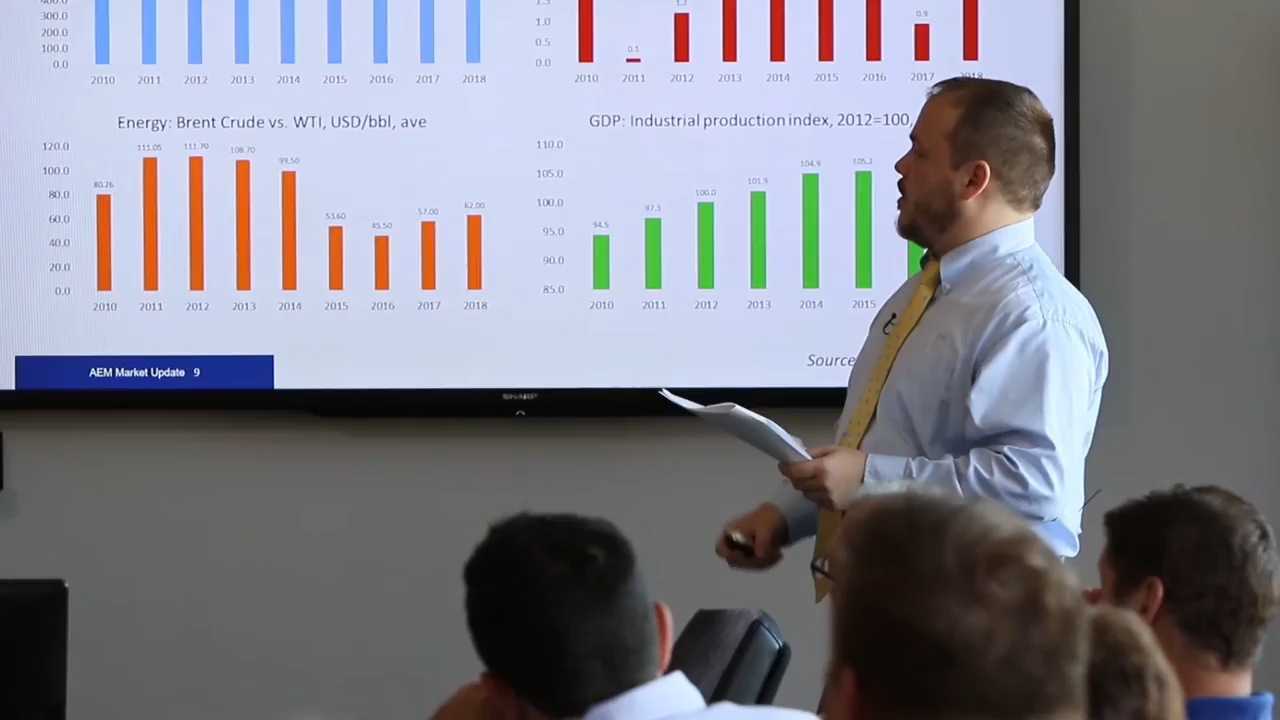 400.0
300.0
200.0
100.0
0.0
2010 2011 2012 2013 2014 2015 2016 2017 2018
1.0
0.5
0.0
0.1
1.2
0.9
2010 2011 2012 2013 2014 2015 2016 2017 2018
Energy: Brent Crude vs. WTI, USD/bbl, ave
120.0
100.0
80.0
60.0
40.0
20.0
0.0
80.26 111.05 111.70 108.70 99.50 53.60 45.50 57.00 62.00
2010 2011 2012 2013 2014 2015 2016 2017 2018
GDP: Industrial production index, 2012=100,
110.0
105.0
100.0
95.0
90.0
85.0
94.5 97.3 100.0 101.9 104.9 105.2
2010 2011 2012 2013 2014 2015
Source
AEM Market Update 9
SHARP